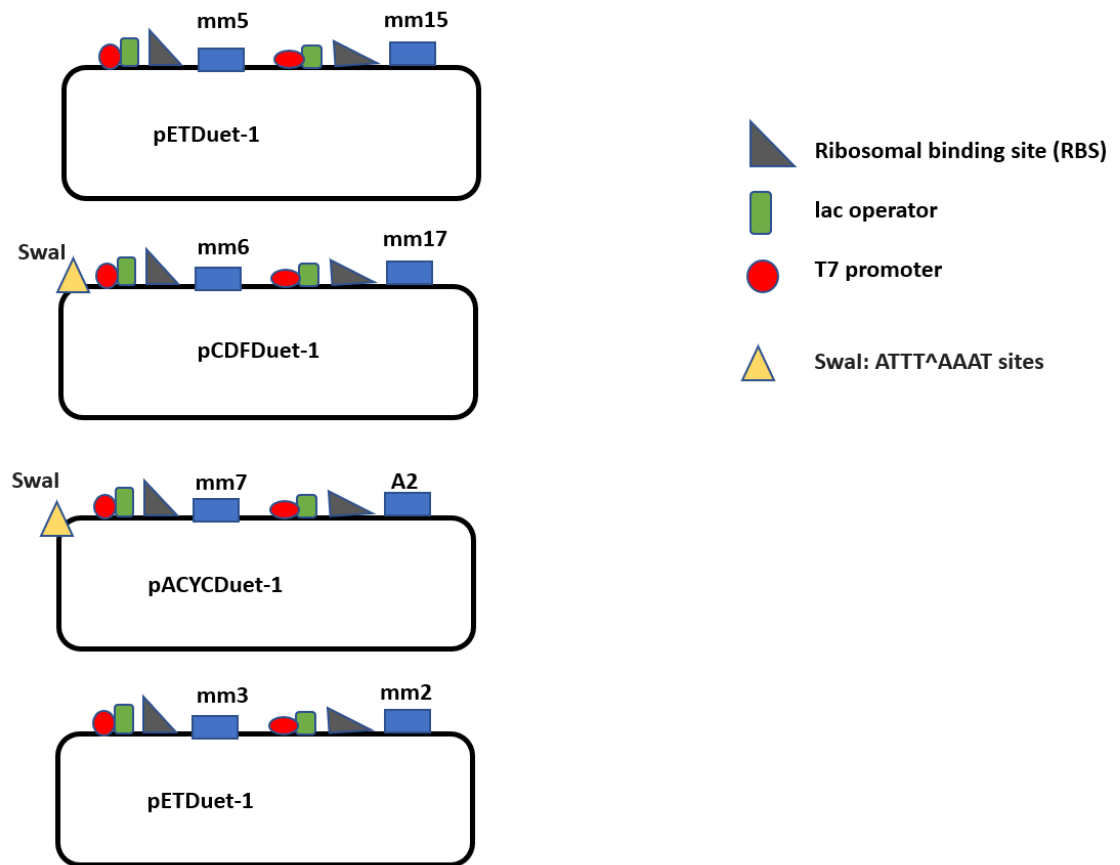 mm5 mm15
pETDuet-1
SwaI mm6 mm17
pCDFDuet-1
SwaI mm7 A2
pACYCDuet-1
mm3 mm2
pETDuet-1
Ribosomal binding site (RBS)
lac operator
T7 promoter
SwaI: ATTT^AAAT sites